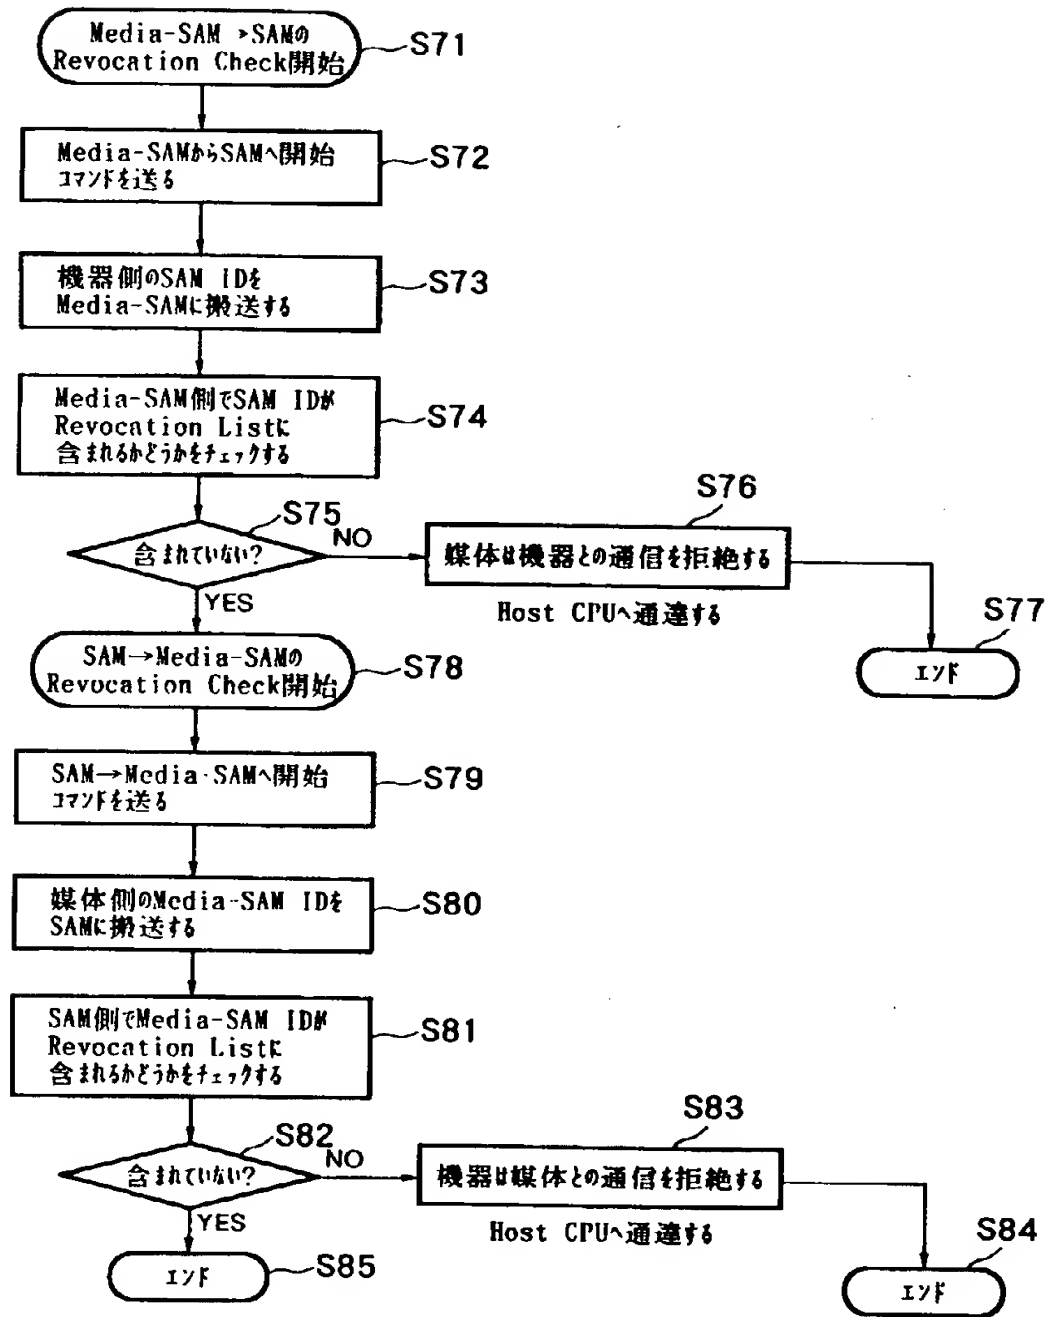 Media-SAM→SAMの
Revocation Check開始
S71
Media-SAMからSAMへ開始
コマンドを送る
S72
機器側のSAM IDを
Media-SAMに搬送する
S73
Media-SAM側でSAM IDが
Revocation Listに
含まれるかどうかをチェックする
S74
S75
含まれていない?
NO
YES
S76
媒体は機器との通信を拒絶する
Host CPUへ通達する
S77
エンド
SAM→Media-SAMの
Revocation Check開始
S78
SAM→Media-SAMへ開始
コマンドを送る
S79
媒体側のMedia-SAM IDを
SAMに搬送する
S80
SAM側でMedia-SAM IDが
Revocation Listに
含まれるかどうかをチェックする
S81
S82
含まれていない?
NO
YES
S83
機器は媒体との通信を拒絶する
Host CPUへ通達する
S84
エンド
エンド
S85